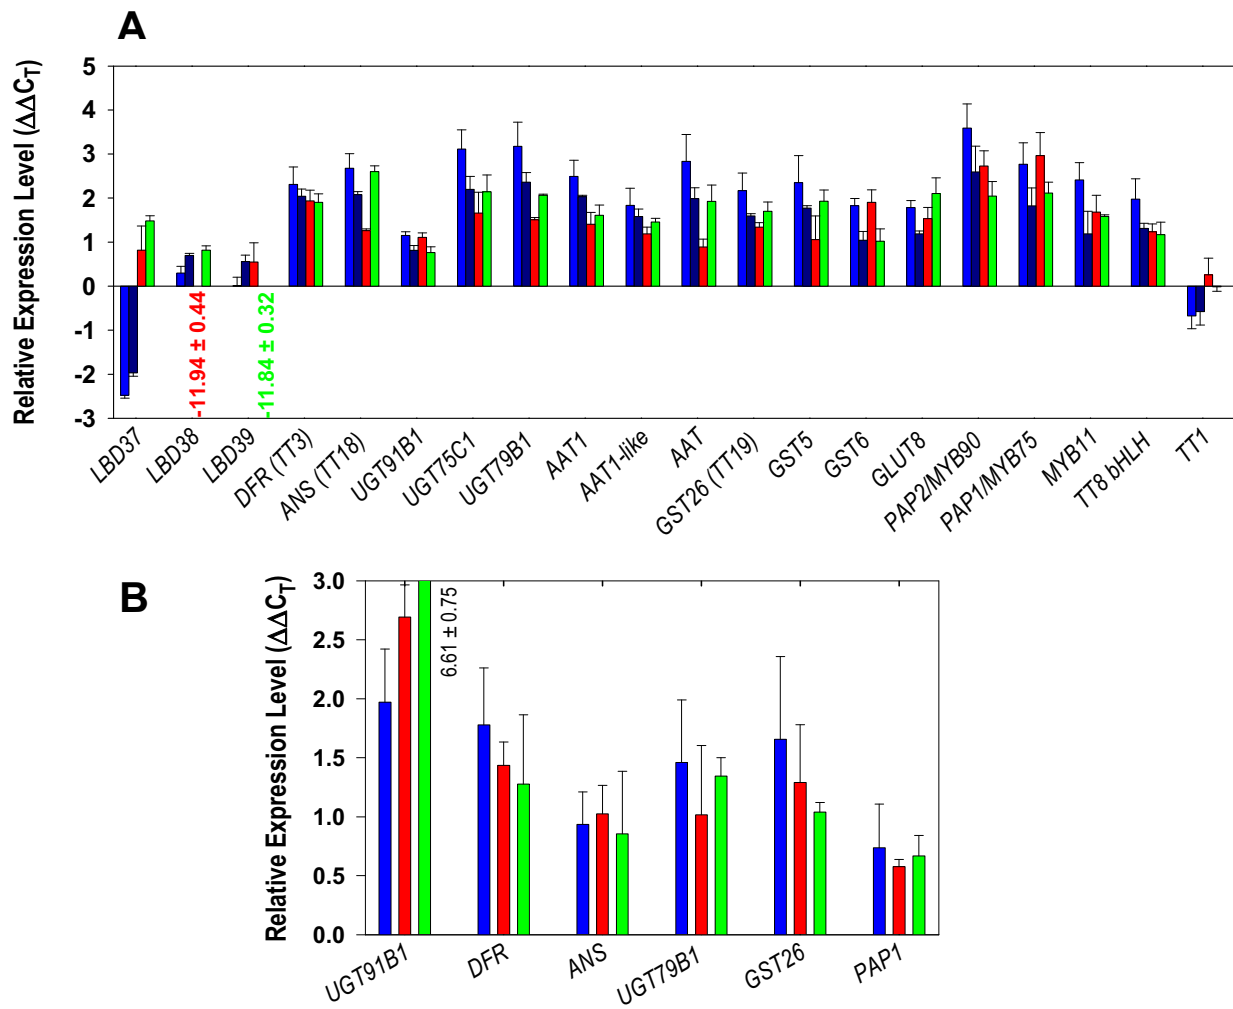 A
Relative Expression Level (ΔΔCT)
5
4
3
2
1
0
-1
-2
-3
-11.94 ± 0.44
-11.84 ± 0.32
LBD37
LBD38
LBD39
DFR (TT3)
ANS (TT18)
UGT91B1
UGT75C1
UGT79B1
AAT1
AAT1-like
AAT
GST26 (TT19)
GST5
GST6
GLUT8
PAP2/MYB90
PAP1/MYB75
MYB11
TT8 bHLH
TT1
B
Relative Expression Level (ΔΔCT)
3.0
2.5
2.0
1.5
1.0
0.5
0.0
6.61 ± 0.75
UGT91B1
DFR
ANS
UGT79B1
GST26
PAP1